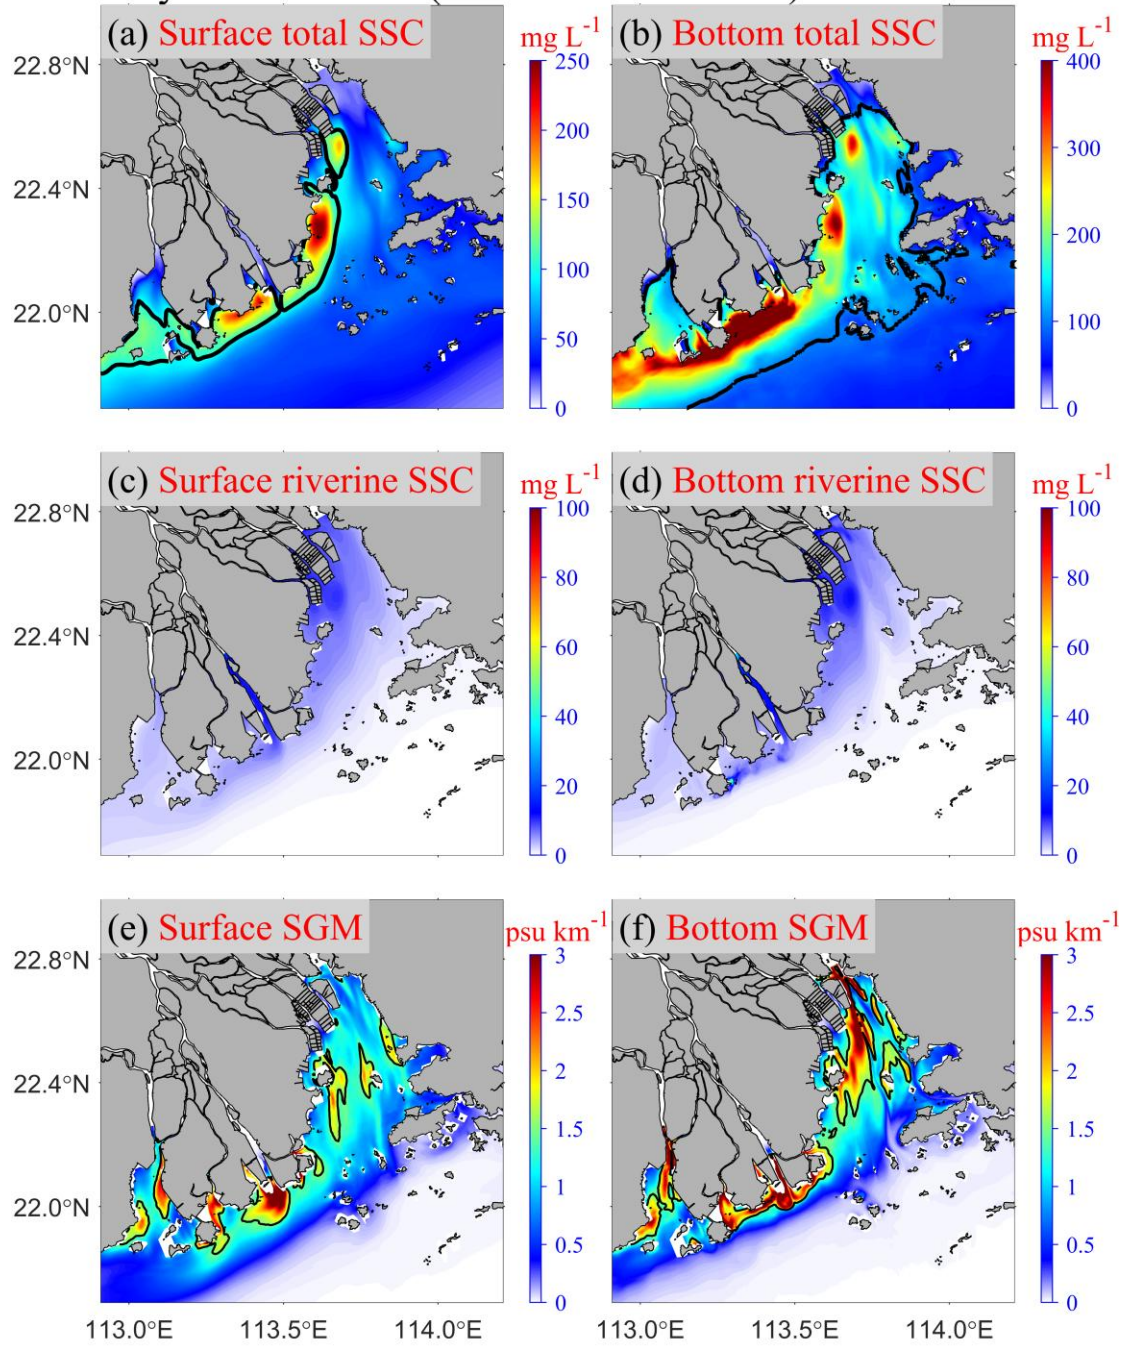 (a) Surface total SSC
mg L-1
(b) Bottom total SSC
mg L-1
22.8°N
22.4°N
22.0°N
250
200
150
100
50
0
400
300
200
100
0
(c) Surface riverine SSC
mg L-1
(d) Bottom riverine SSC
mg L-1
22.8°N
22.4°N
22.0°N
100
80
60
40
20
0
100
80
60
40
20
0
(e) Surface SGM
psu km-1
(f) Bottom SGM
psu km-1
22.8°N
22.4°N
22.0°N
3
2.5
2
1.5
1
0.5
0
3
2.5
2
1.5
1
0.5
0
113.0°E 113.5°E 114.0°E
113.0°E 113.5°E 114.0°E